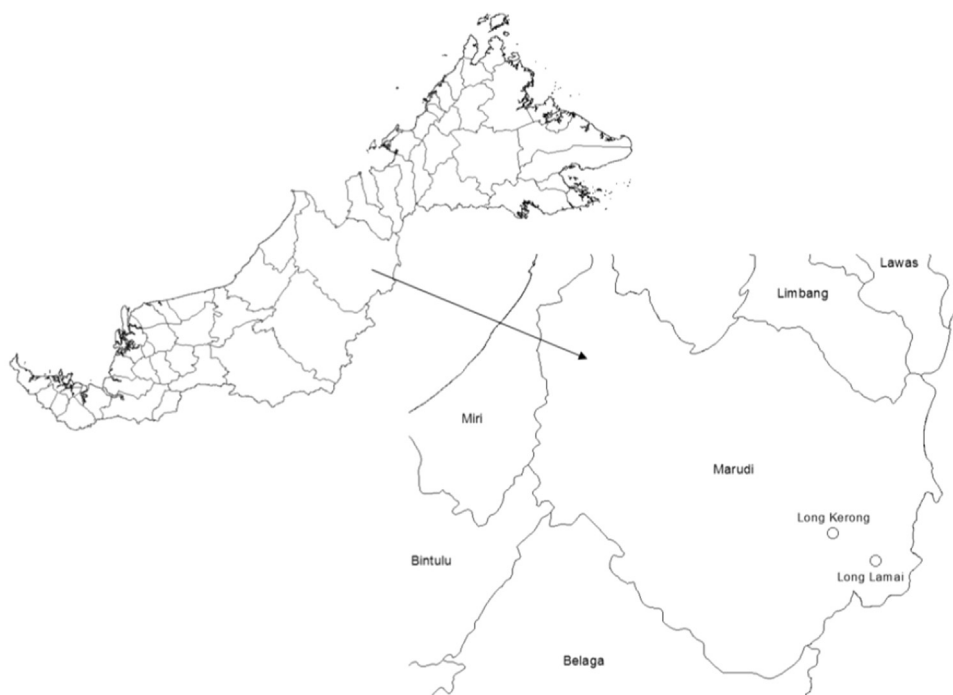 Lawas
Limbang
Miri
Marudi
Long Kerong
Bintulu
Long Lamai
Belaga